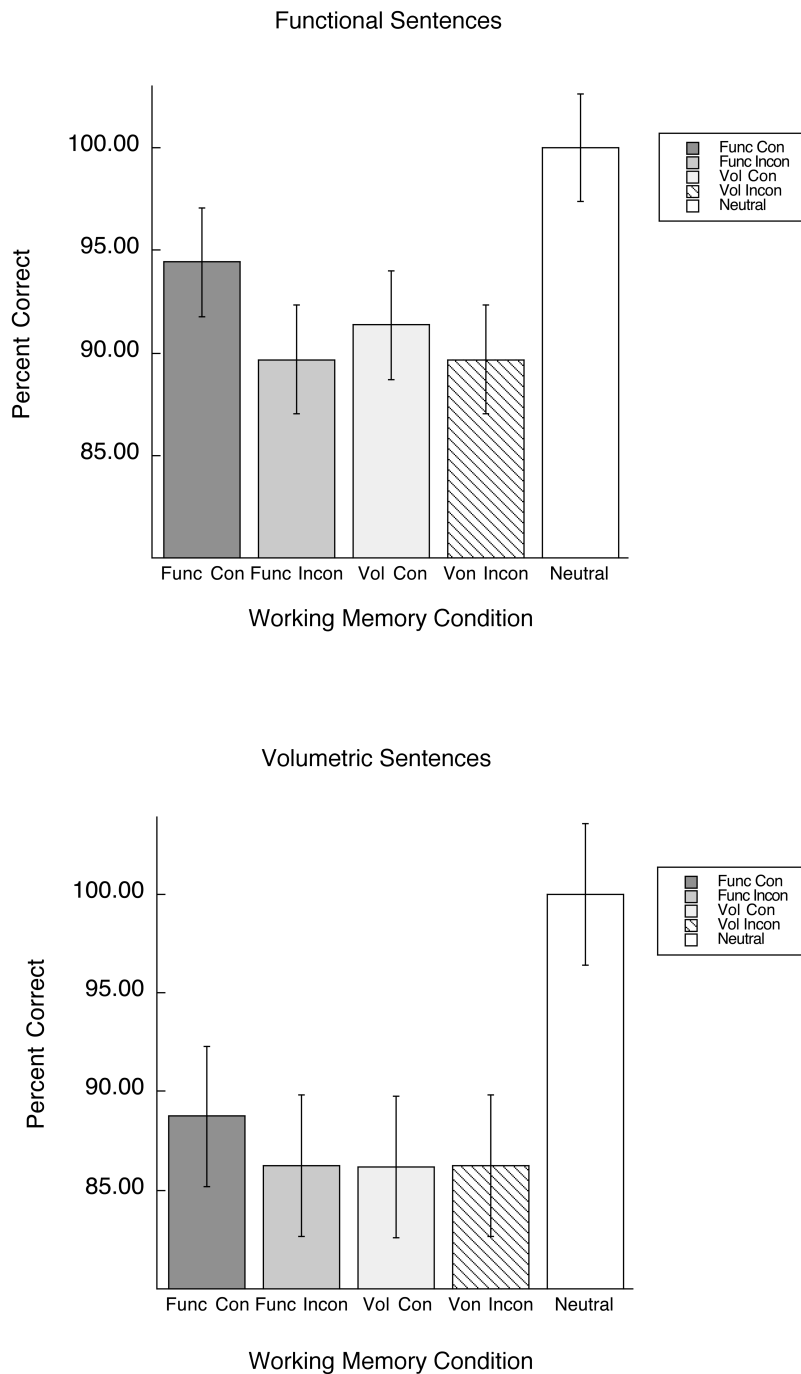 Functional Sentences
100.00
95.00
90.00
85.00
Percent Correct
Func Con
Func Incon
Vol Con
Vol Incon
Neutral
Func Con Func Incon Vol Con Von Incon Neutral
Working Memory Condition
Volumetric Sentences
100.00
95.00
90.00
85.00
Percent Correct
Func Con
Func Incon
Vol Con
Vol Incon
Neutral
Func Con Func Incon Vol Con Von Incon Neutral
Working Memory Condition